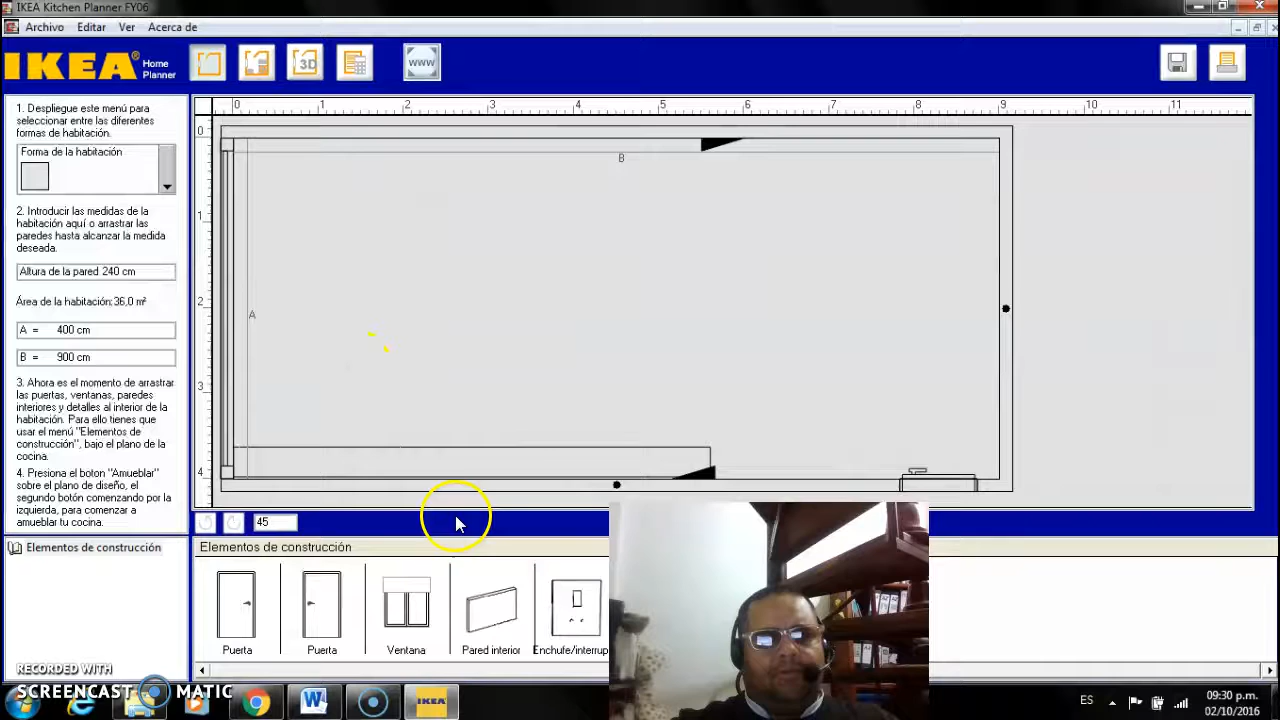 IKEA Kitchen Planner FY06
Archivo Editar Ver Acerca de
IKEA® Home Planner
3D
www
1. Despliegue este menú para
seleccionar entre las diferentes
formas de habitación.
Forma de la habitación
2. Introducir las medidas de la
habitación aquí o arrastrar las
paredes hasta alcanzar la medida
deseada.
Altura de la pared 240 cm
Área de la habitación: 36,0 m²
A = 400 cm
B = 900 cm
3. Ahora es el momento de arrastrar
las puertas, ventanas, paredes
interiores y detalles al interior de la
habitación. Para ello tienes que
usar el menú "Elementos de
construcción", bajo el plano de la
cocina.
4. Presiona el boton "Amueblar"
sobre el plano de diseño, el
segundo botón comenzando por la
izquierda, para comenzar a
amueblar tu cocina.
0 1 2 3 4 5 6 7 8 9 10 11
0
1
2
3
4
B
A
45
Elementos de construcción
Elementos de construcción
Puerta Puerta Ventana Pared interior Enchufe/interrup
RECORDED WITH
SCREENCAST MATIC
IKEA
ES
09:30 p.m.
02/10/2016